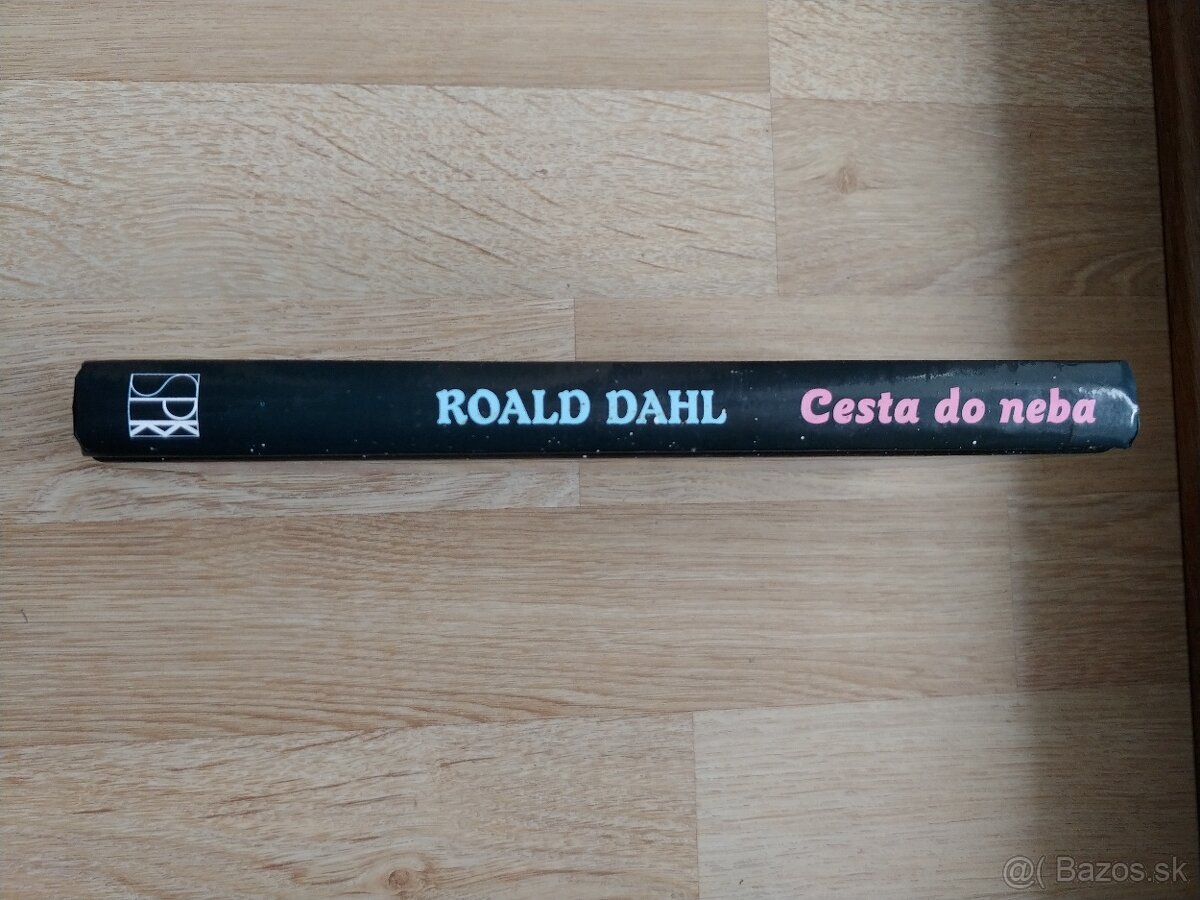 SPK
ROALD DAHL Cesta do neba
@( Bazos.sk